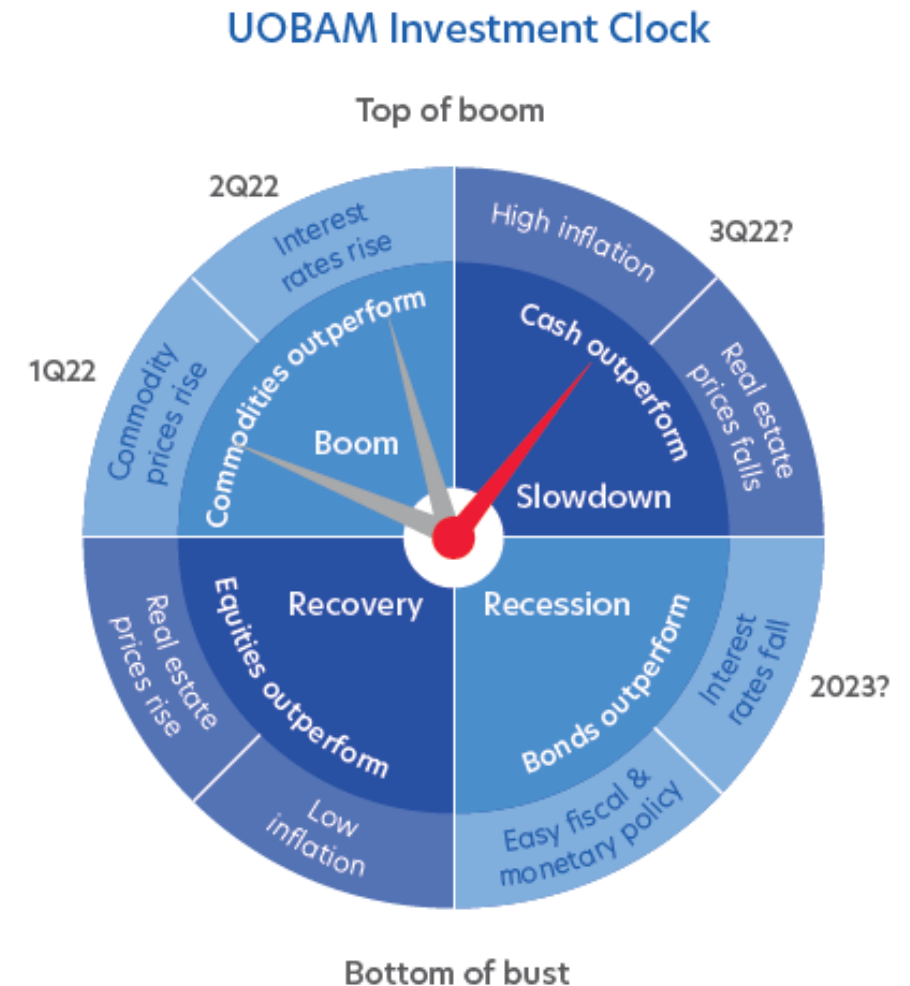 UOBAM Investment Clock
Top of boom
2Q22
Interest
rates rise
High inflation
3Q22?
Commodities outperform
Cash outperform
1Q22
Commodity
prices rise
Real estate
prices falls
Boom
Slowdown
Recovery
Recession
Real estate
prices rise
Equities outperform
Bonds outperform
Interest
rates fall
2023?
Low
inflation
Easy fiscal &
monetary policy
Bottom of bust